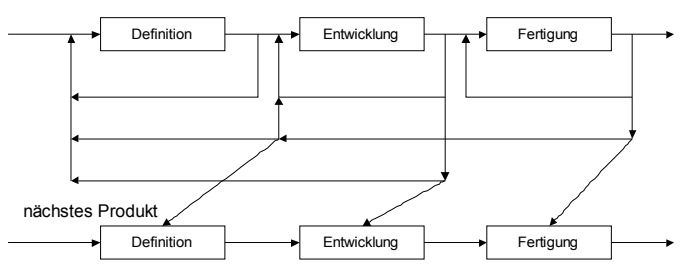 Definition
Entwicklung
Fertigung
nächstes Produkt
Definition
Entwicklung
Fertigung